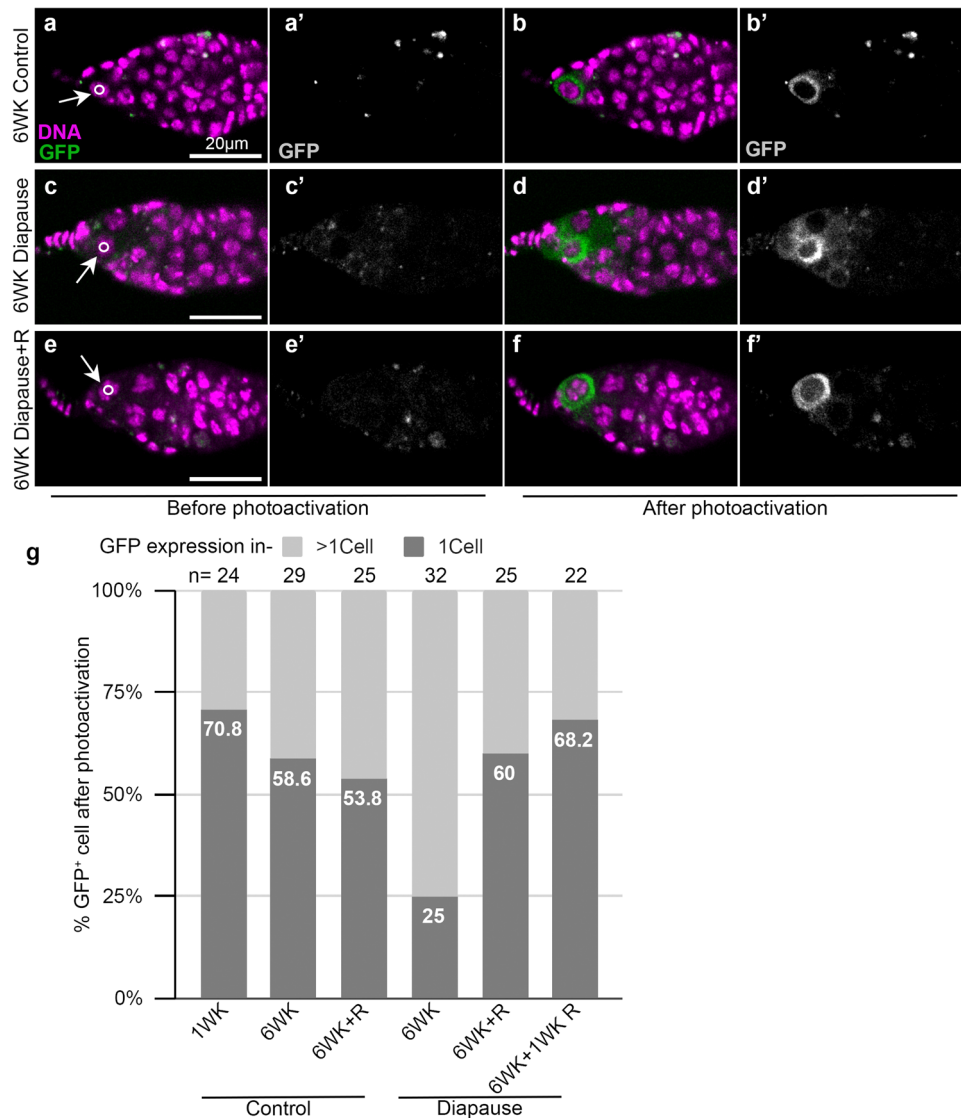 6WK Control
a
a'
b
b'
DNA
GFP
20µm
GFP
GFP
6WK Diapause
c
c'
d
d'
6WK Diapause+R
e
e'
f
f'
Before photoactivation
After photoactivation
g
GFP expression in- >1Cell 1Cell
n= 24 29 25 32 25 22
% GFP+ cell after photoactivation
100%
75%
50%
25%
0%
70.8
58.6
53.8
25
60
68.2
1WK
6WK
6WK+R
6WK
6WK+R
6WK+1WK R
Control
Diapause